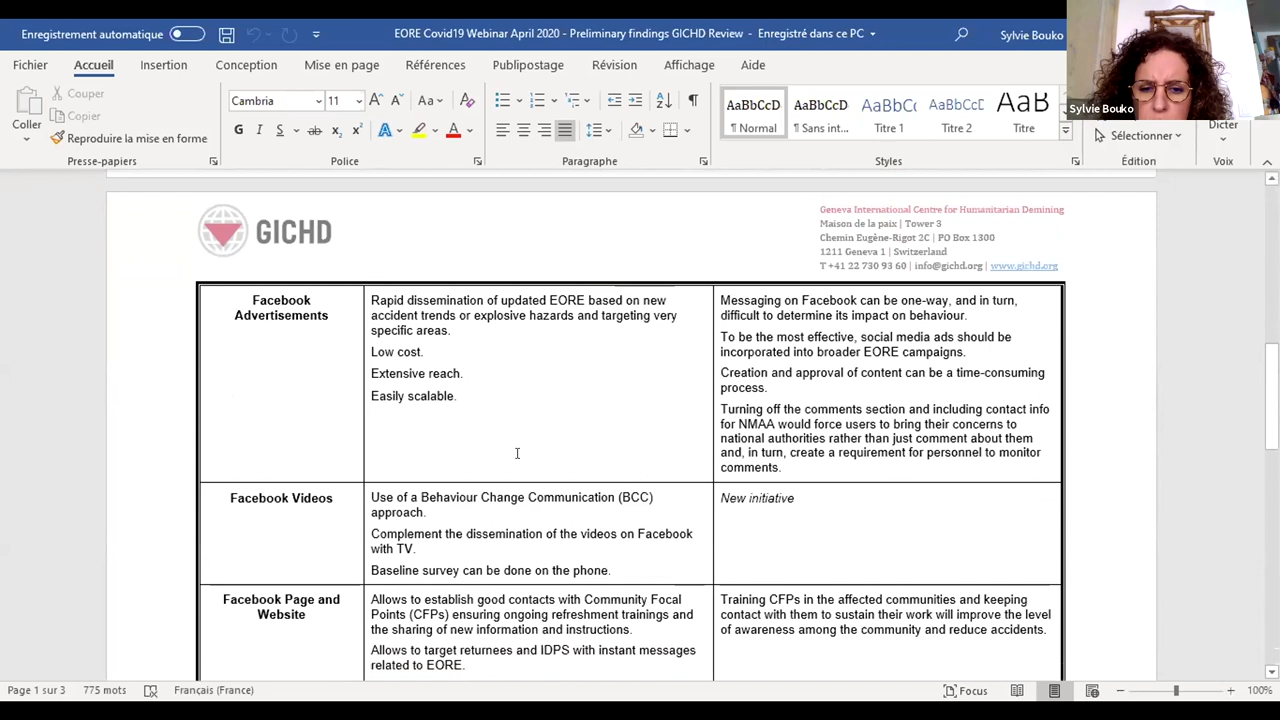 Enregistrement automatique
EORE Covid19 Webinar April 2020 - Preliminary findings GICHD Review - Enregistré dans ce PC
Sylvie Bouko
Fichier Accueil Insertion Conception Mise en page Références Publipostage Révision Affichage Aide
Sylvie Bouko
Coller
Couper
Copier
Reproduire la mise en forme
Presse-papiers
Cambria 11
Aa
G I S ab x₂ x² A A
Police
Paragraphe
AaBbCcD AaBbCcD AaBbCc AaBbCcD AaB
¶ Normal ¶ Sans int... Titre 1 Titre 2 Titre
Styles
Sélectionner
Édition
Dicter
Voix
GICHD
Geneva International Centre for Humanitarian Demining
Maison de la paix | Tower 3
Chemin Eugène-Rigot 2C | PO Box 1300
1211 Geneva 1 | Switzerland
T +41 22 730 93 60 | info@gichd.org | www.gichd.org
Facebook
Advertisements
Rapid dissemination of updated EORE based on new
accident trends or explosive hazards and targeting very
specific areas.
Low cost.
Extensive reach.
Easily scalable.
Messaging on Facebook can be one-way, and in turn,
difficult to determine its impact on behaviour.
To be the most effective, social media ads should be
incorporated into broader EORE campaigns.
Creation and approval of content can be a time-consuming
process.
Turning off the comments section and including contact info
for NMAA would force users to bring their concerns to
national authorities rather than just comment about them
and, in turn, create a requirement for personnel to monitor
comments.
Facebook Videos
Use of a Behaviour Change Communication (BCC)
approach.
Complement the dissemination of the videos on Facebook
with TV.
Baseline survey can be done on the phone.
New initiative
Facebook Page and
Website
Allows to establish good contacts with Community Focal
Points (CFPs) ensuring ongoing refreshment trainings and
the sharing of new information and instructions.
Allows to target returnees and IDPS with instant messages
related to EORE.
Training CFPs in the affected communities and keeping
contact with them to sustain their work will improve the level
of awareness among the community and reduce accidents.
Page 1 sur 3 775 mots Français (France) Focus 100%